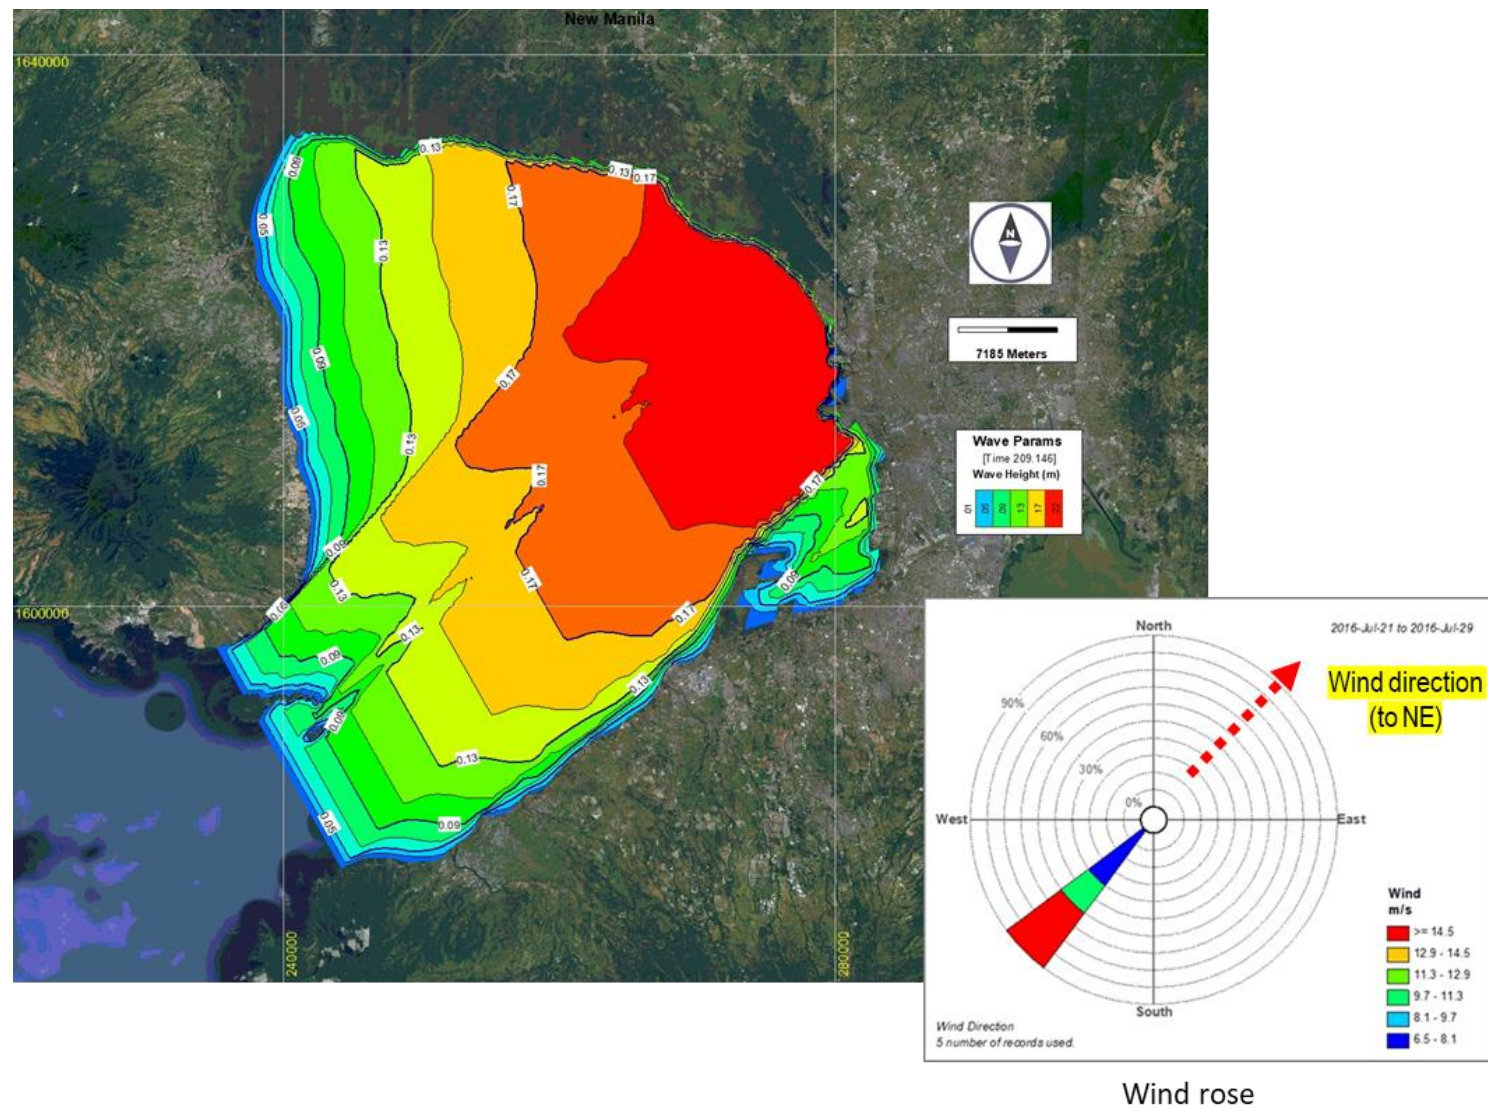 New Manila
1640000
0.13
0.13
0.17
0.08
0.17
0.05
0.13
N
0.09
7185 Meters
0.17
0.05
0.13
Wave Params
[Time 209.146]
Wave Height (m)
01 05 09 13 17 22
0.17
0.17
0.09
0.17
0.13
0.09
1600000
0.17
0.13
0.09
0.13
0.09
0.13
0.05
0.09
240000
280000
North
2016-Jul-21 to 2016-Jul-29
Wind direction
(to NE)
90%
60%
30%
0%
West
East
South
Wind
m/s
>= 14.5
12.9 - 14.5
11.3 - 12.9
9.7 - 11.3
8.1 - 9.7
6.5 - 8.1
Wind Direction
5 number of records used.
Wind rose